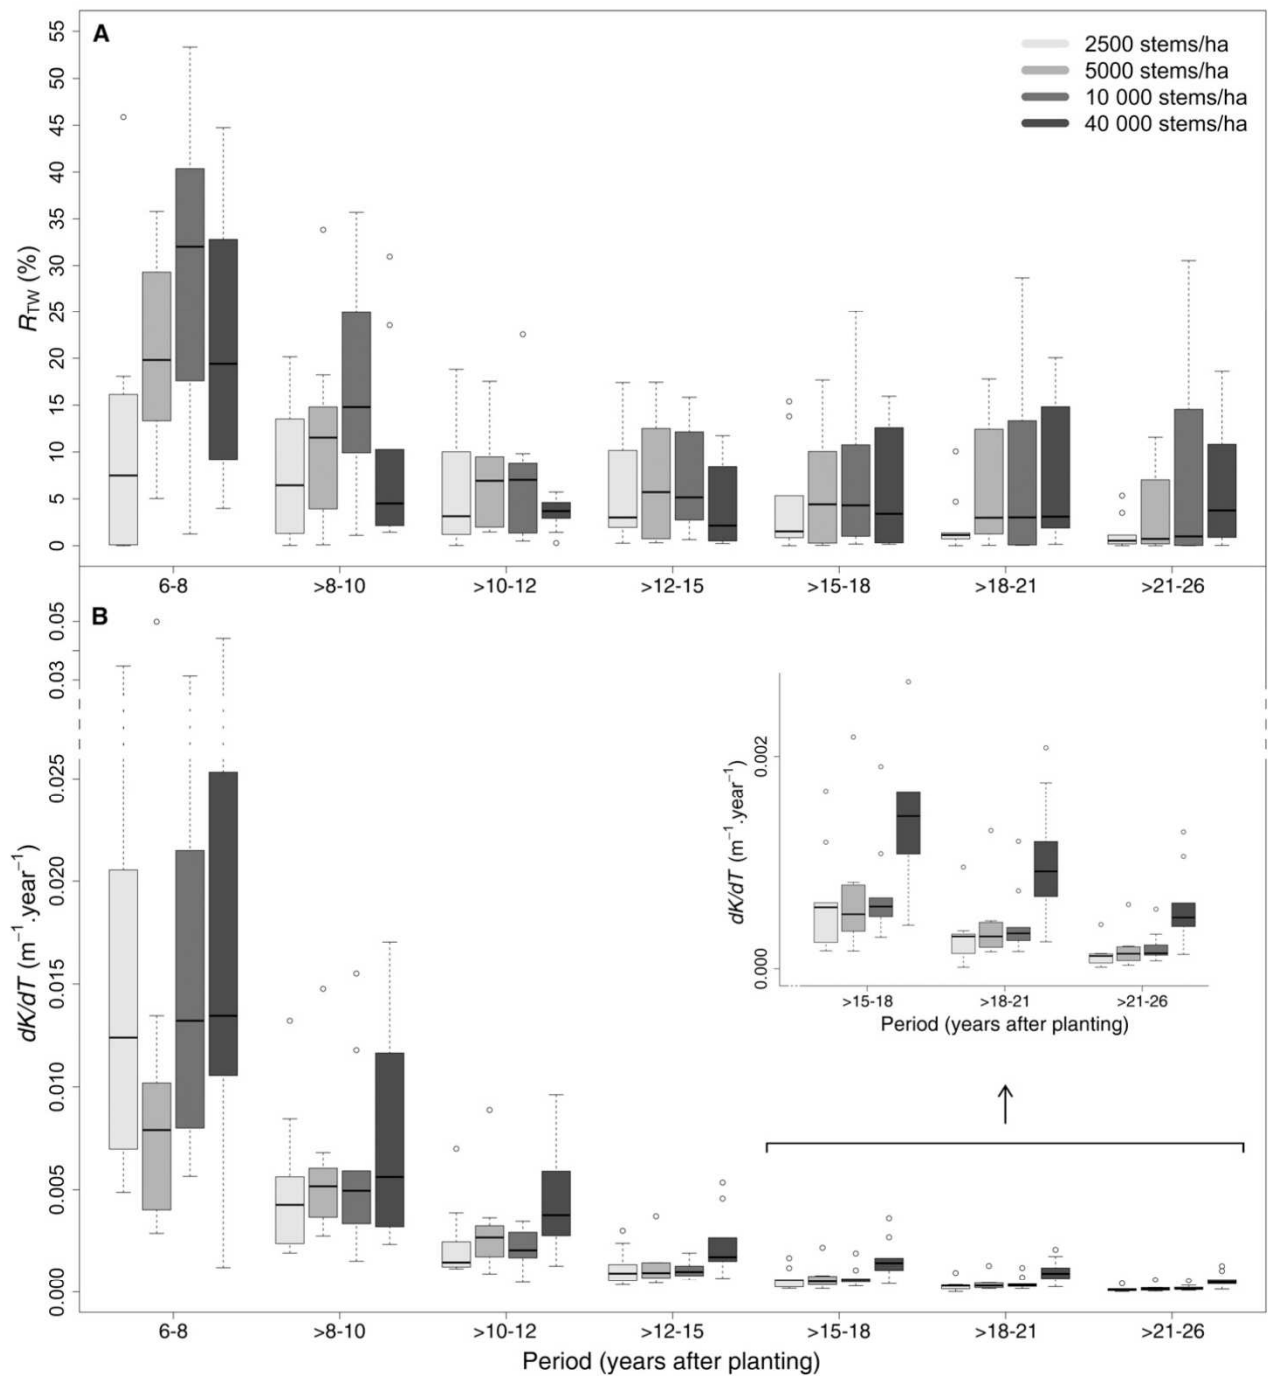 A
2500 stems/ha
5000 stems/ha
10 000 stems/ha
40 000 stems/ha
R_TW (%)
55
50
45
40
35
30
25
20
15
10
5
0
6-8 >8-10 >10-12 >12-15 >15-18 >18-21 >21-26
B
dK/dT (m⁻¹.year⁻¹)
0.05
0.03
0.025
0.020
0.015
0.010
0.005
0.000
dK/dT (m⁻¹.year⁻¹)
0.002
0.000
>15-18 >18-21 >21-26
Period (years after planting)
6-8 >8-10 >10-12 >12-15 >15-18 >18-21 >21-26
Period (years after planting)